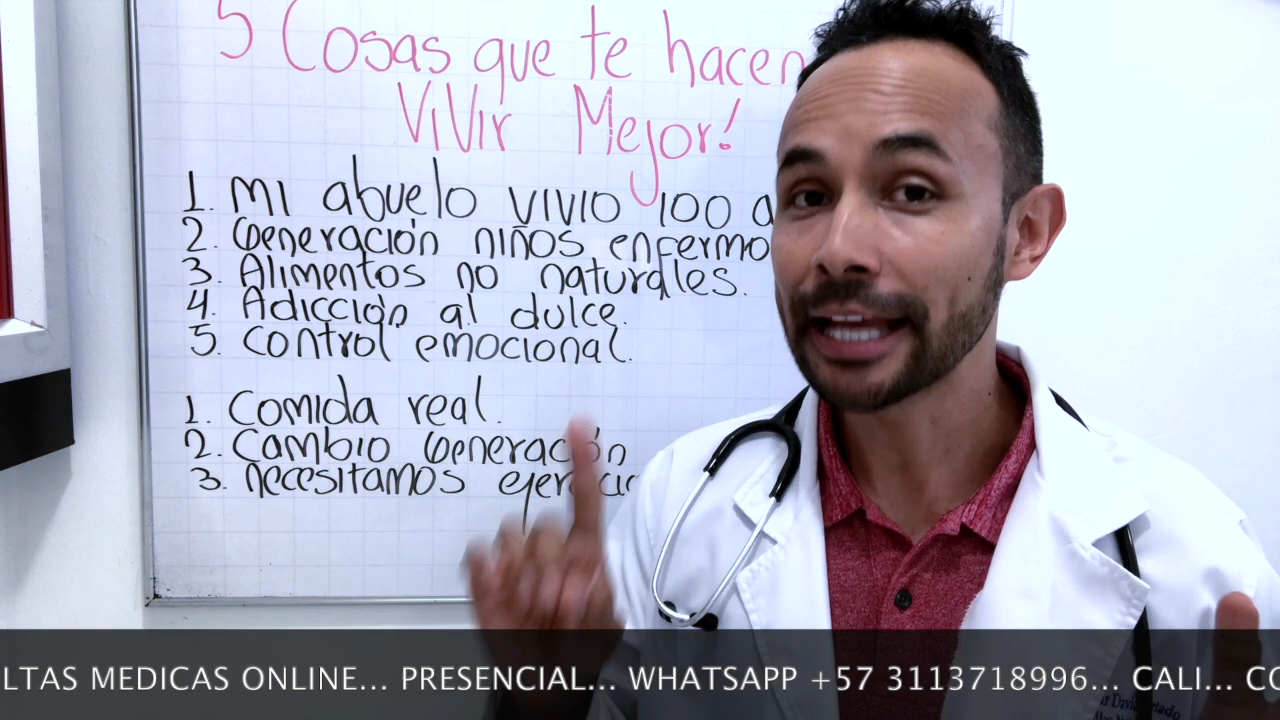 5 Cosas que te hacen
ViVir Mejor!
1. Mi abuelo vivio 100 a
2. Generación niños enfermo
3. Alimentos no naturales.
4 Adicción al dulce.
5. control emocional.
1. Comida real.
2. Cambio Generación
3. necesitamos ejercic
LTAS MEDICAS ONLINE... PRESENCIAL... WHATSAPP +57 3113718996... CALI... CO